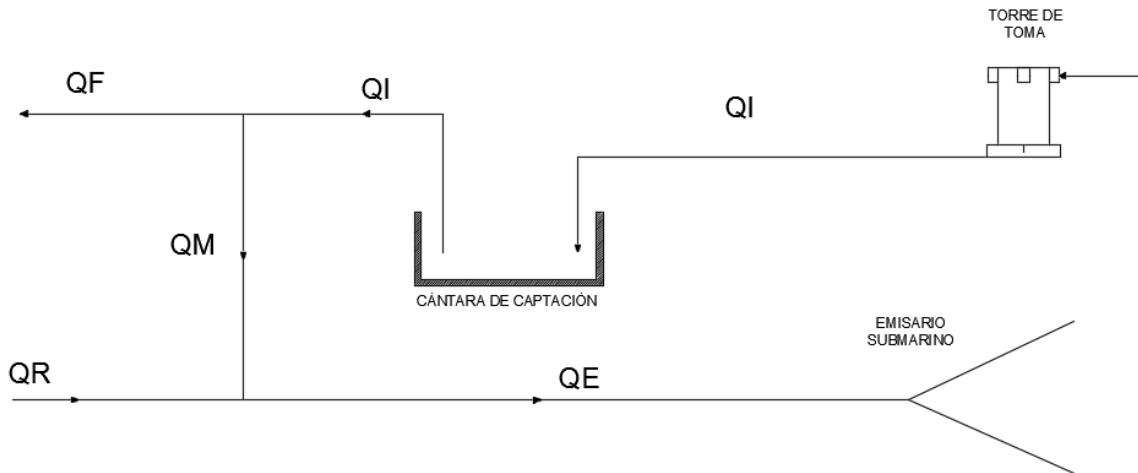 TORRE DE
TOMA
QF
QI
QI
QM
CÁNTARA DE CAPTACIÓN
EMISARIO
SUBMARINO
QR
QE